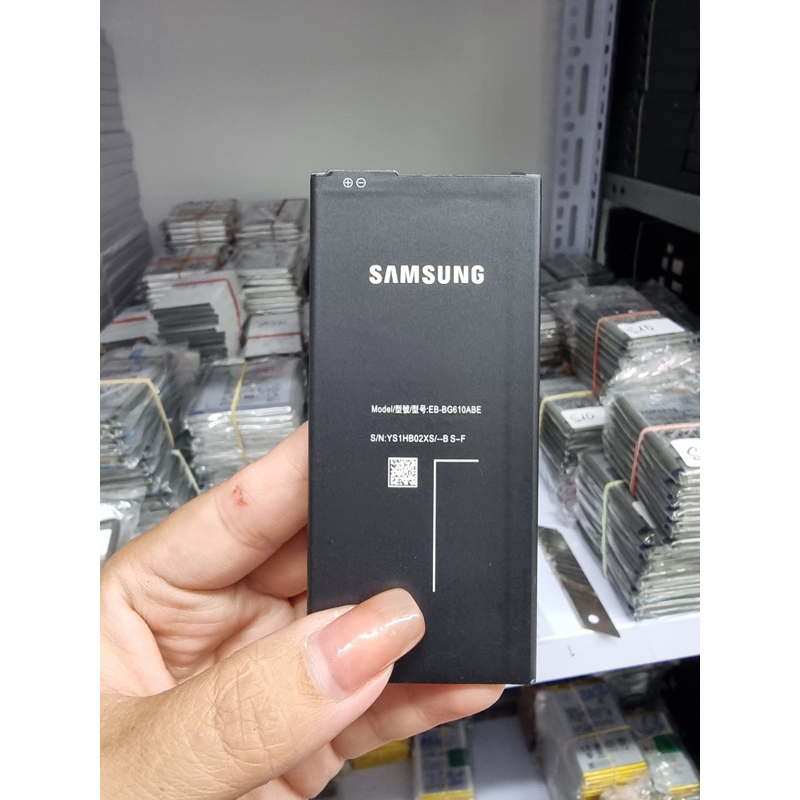 ⊕⊖
SAMSUNG
Model/型號/型号:EB-BG610ABE
S/N:YS1HB02XS/--B S-F